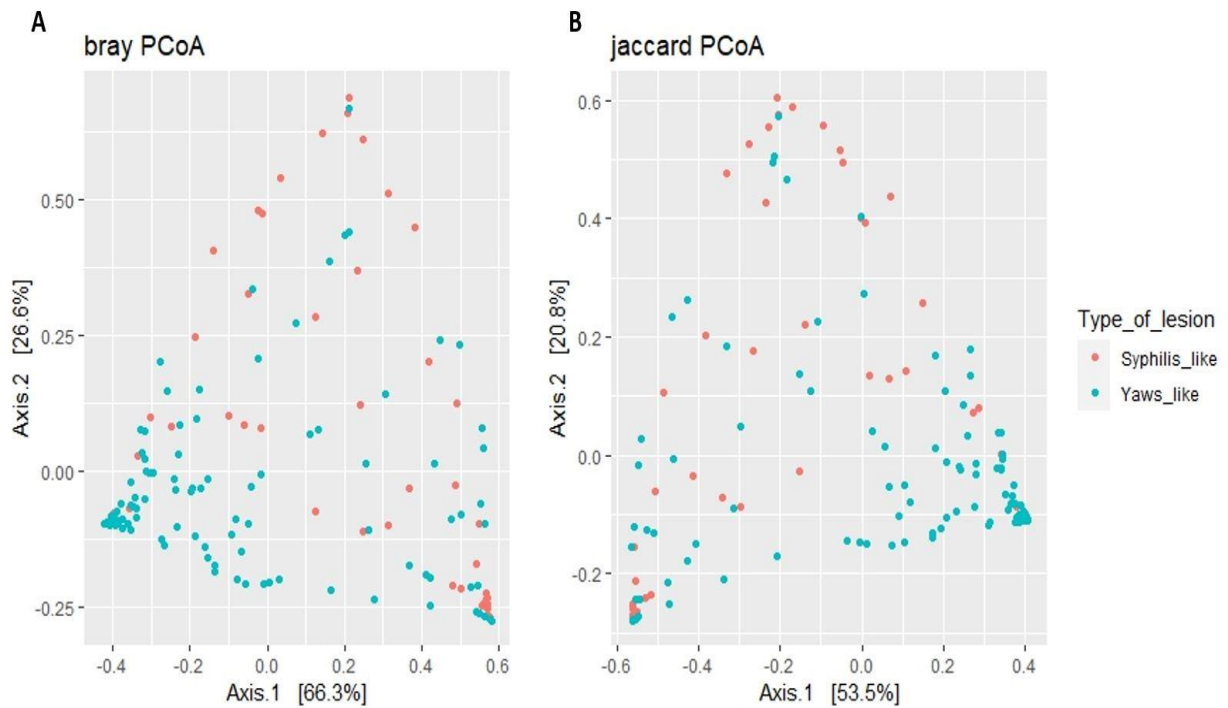 A
bray PCoA
0.50
0.25
0.00
-0.25
Axis.2 [26.6%]
-0.4 -0.2 0.0 0.2 0.4 0.6
Axis.1 [66.3%]
B
jaccard PCoA
0.6
0.4
0.2
0.0
-0.2
Axis.2 [20.8%]
-0.6 -0.4 -0.2 0.0 0.2 0.4
Axis.1 [53.5%]
Type_of_lesion
Syphilis_like
Yaws_like